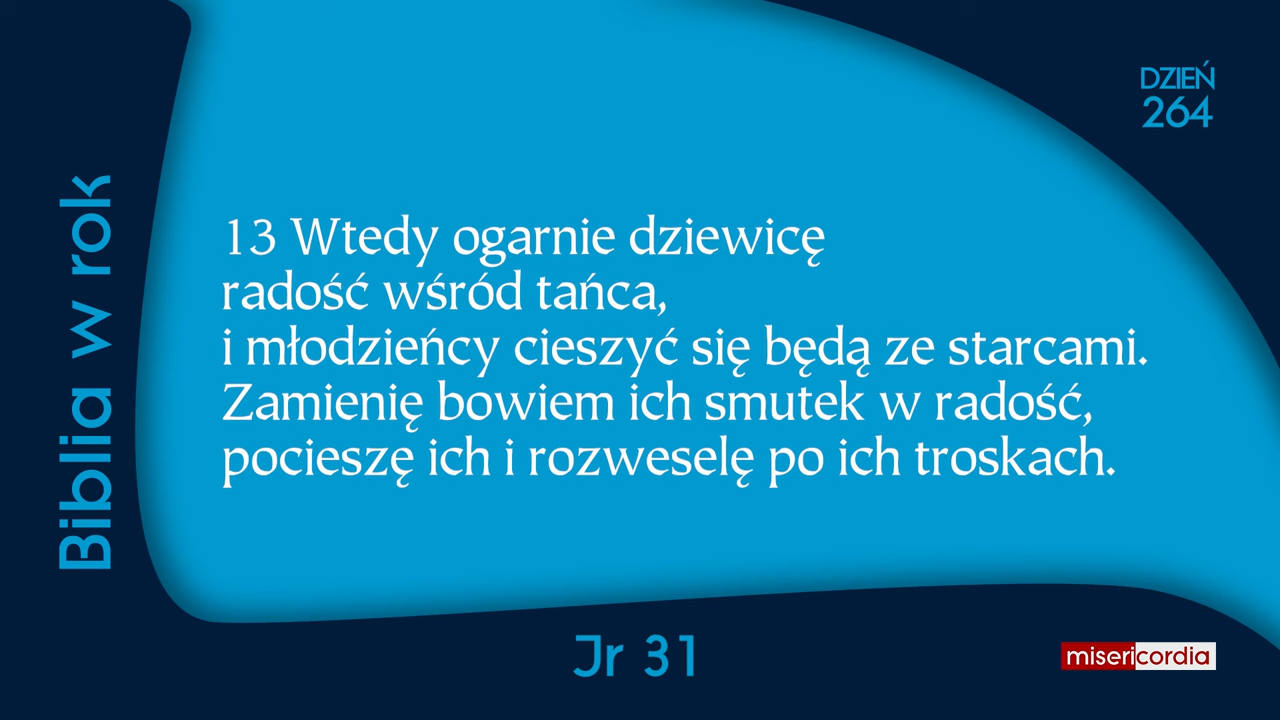 DZIEŃ
264
Biblia w rok
13 Wtedy ogarnie dziewicę
radość wśród tańca,
i młodzieńcy cieszyć się będą ze starcami.
Zamienię bowiem ich smutek w radość,
pocieszę ich i rozweselę po ich troskach.
Jr 31
misericordia